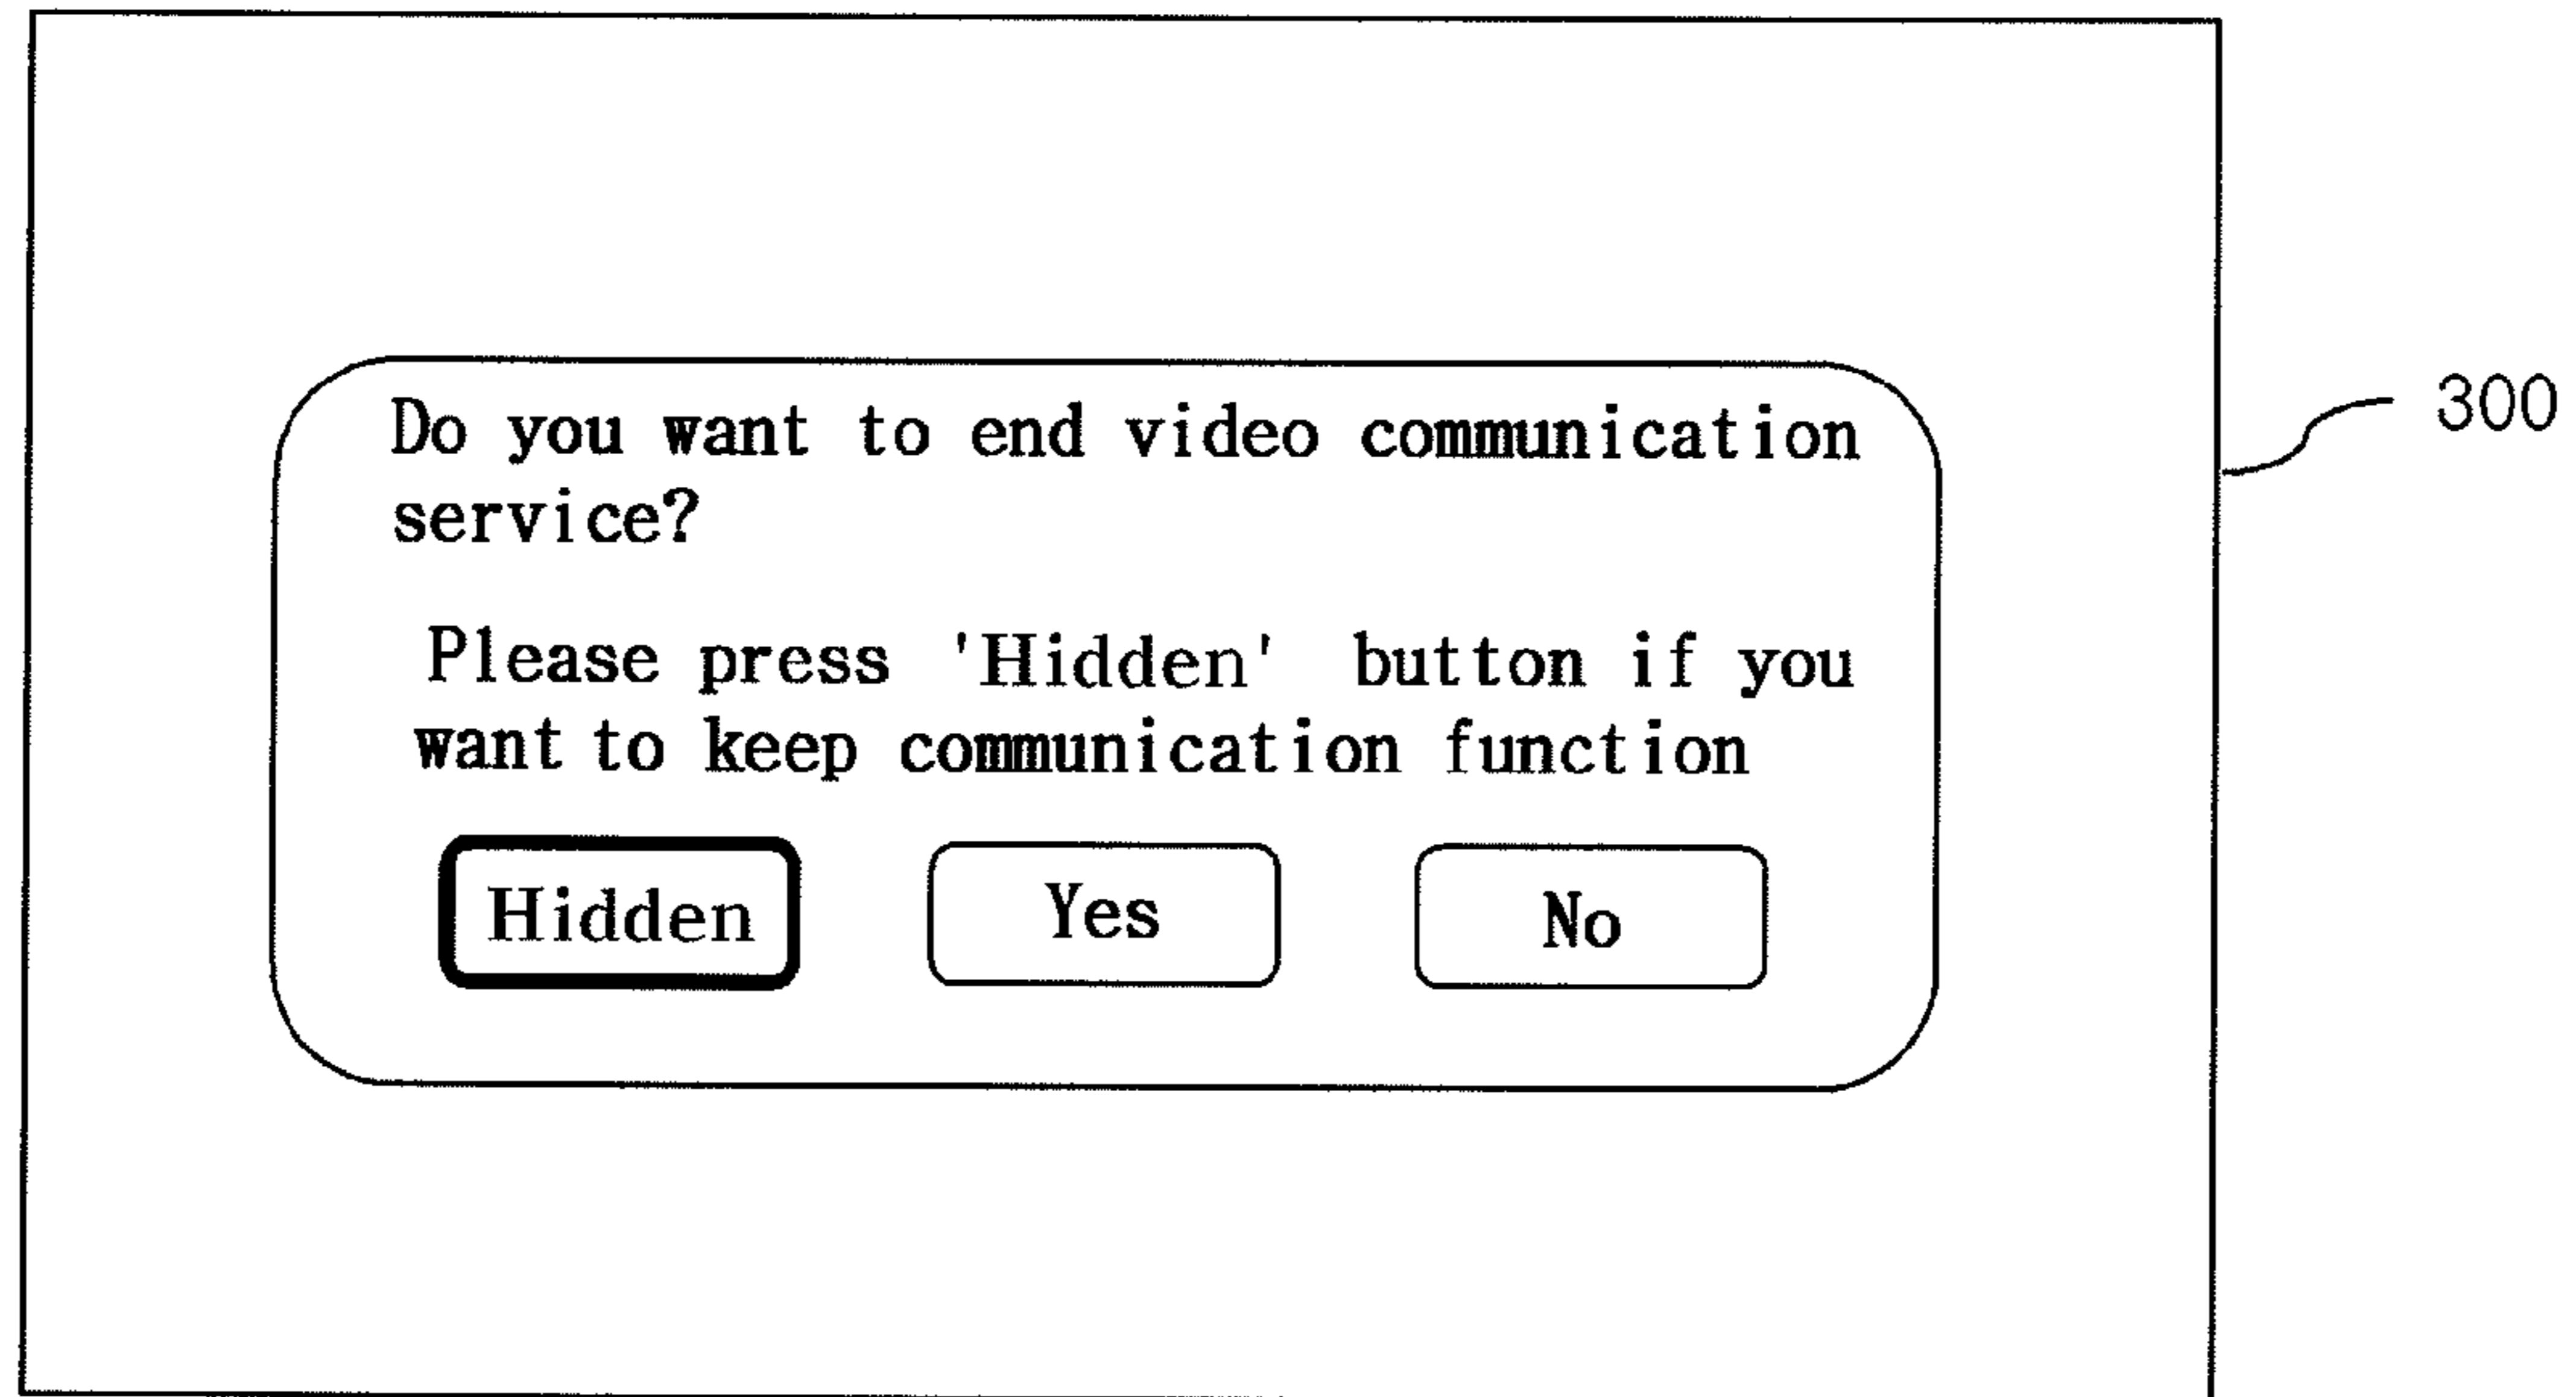 Do you want to end video communication
service?
300
Please press 'Hidden' button if you
want to keep communication function
Hidden Yes No